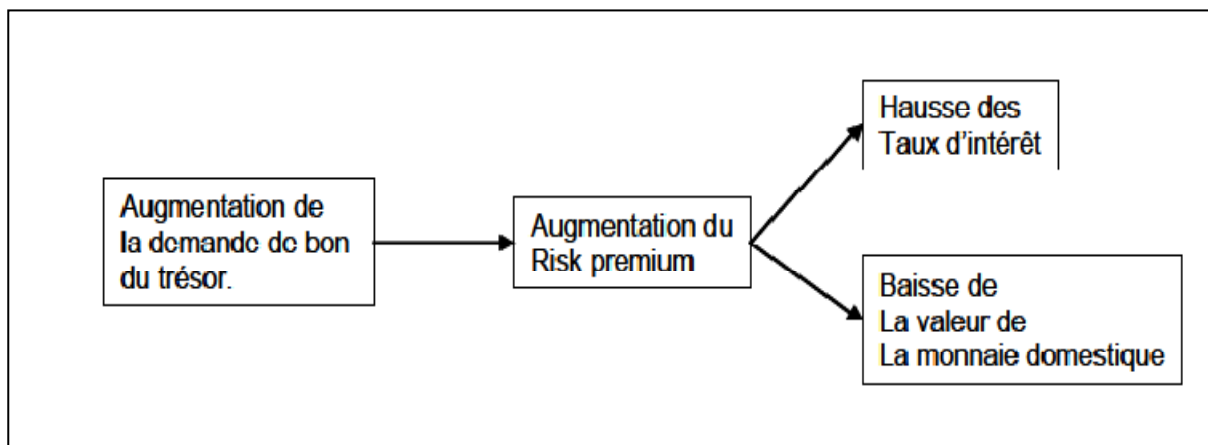 Augmentation de
la demande de bon
du trésor.
Augmentation du
Risk premium
Hausse des
Taux d'intérêt
Baisse de
La valeur de
La monnaie domestique